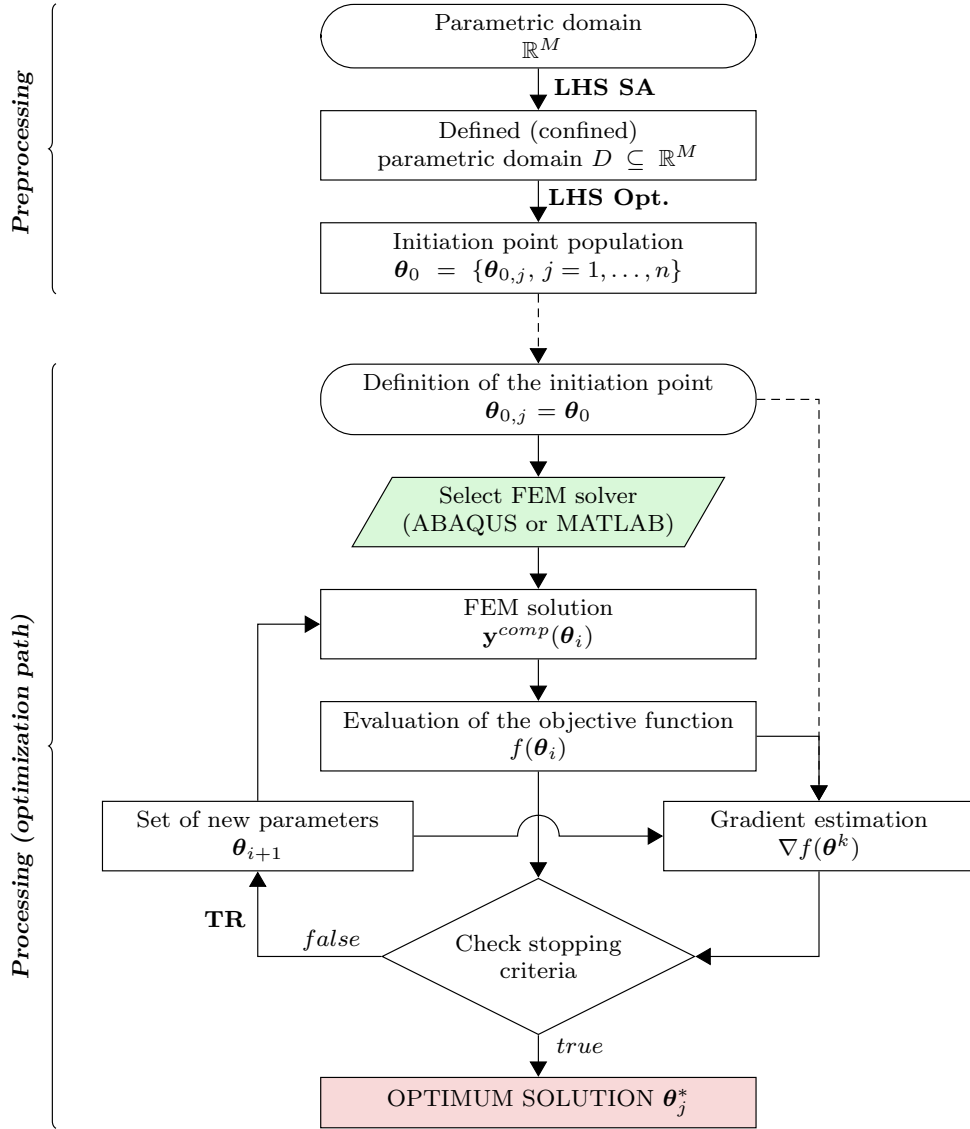 Preprocessing
Parametric domain
ℝ^M
LHS SA
Defined (confined)
parametric domain D ⊆ ℝ^M
LHS Opt.
Initiation point population
θ_0 = {θ_{0,j}, j = 1, . . . , n}
Processing (optimization path)
Definition of the initiation point
θ_{0,j} = θ_0
Select FEM solver
(ABAQUS or MATLAB)
FEM solution
y^{comp}(θ_i)
Evaluation of the objective function
f(θ_i)
Set of new parameters
θ_{i+1}
Gradient estimation
∇f(θ^k)
TR
false
Check stopping
criteria
true
OPTIMUM SOLUTION θ_j^*